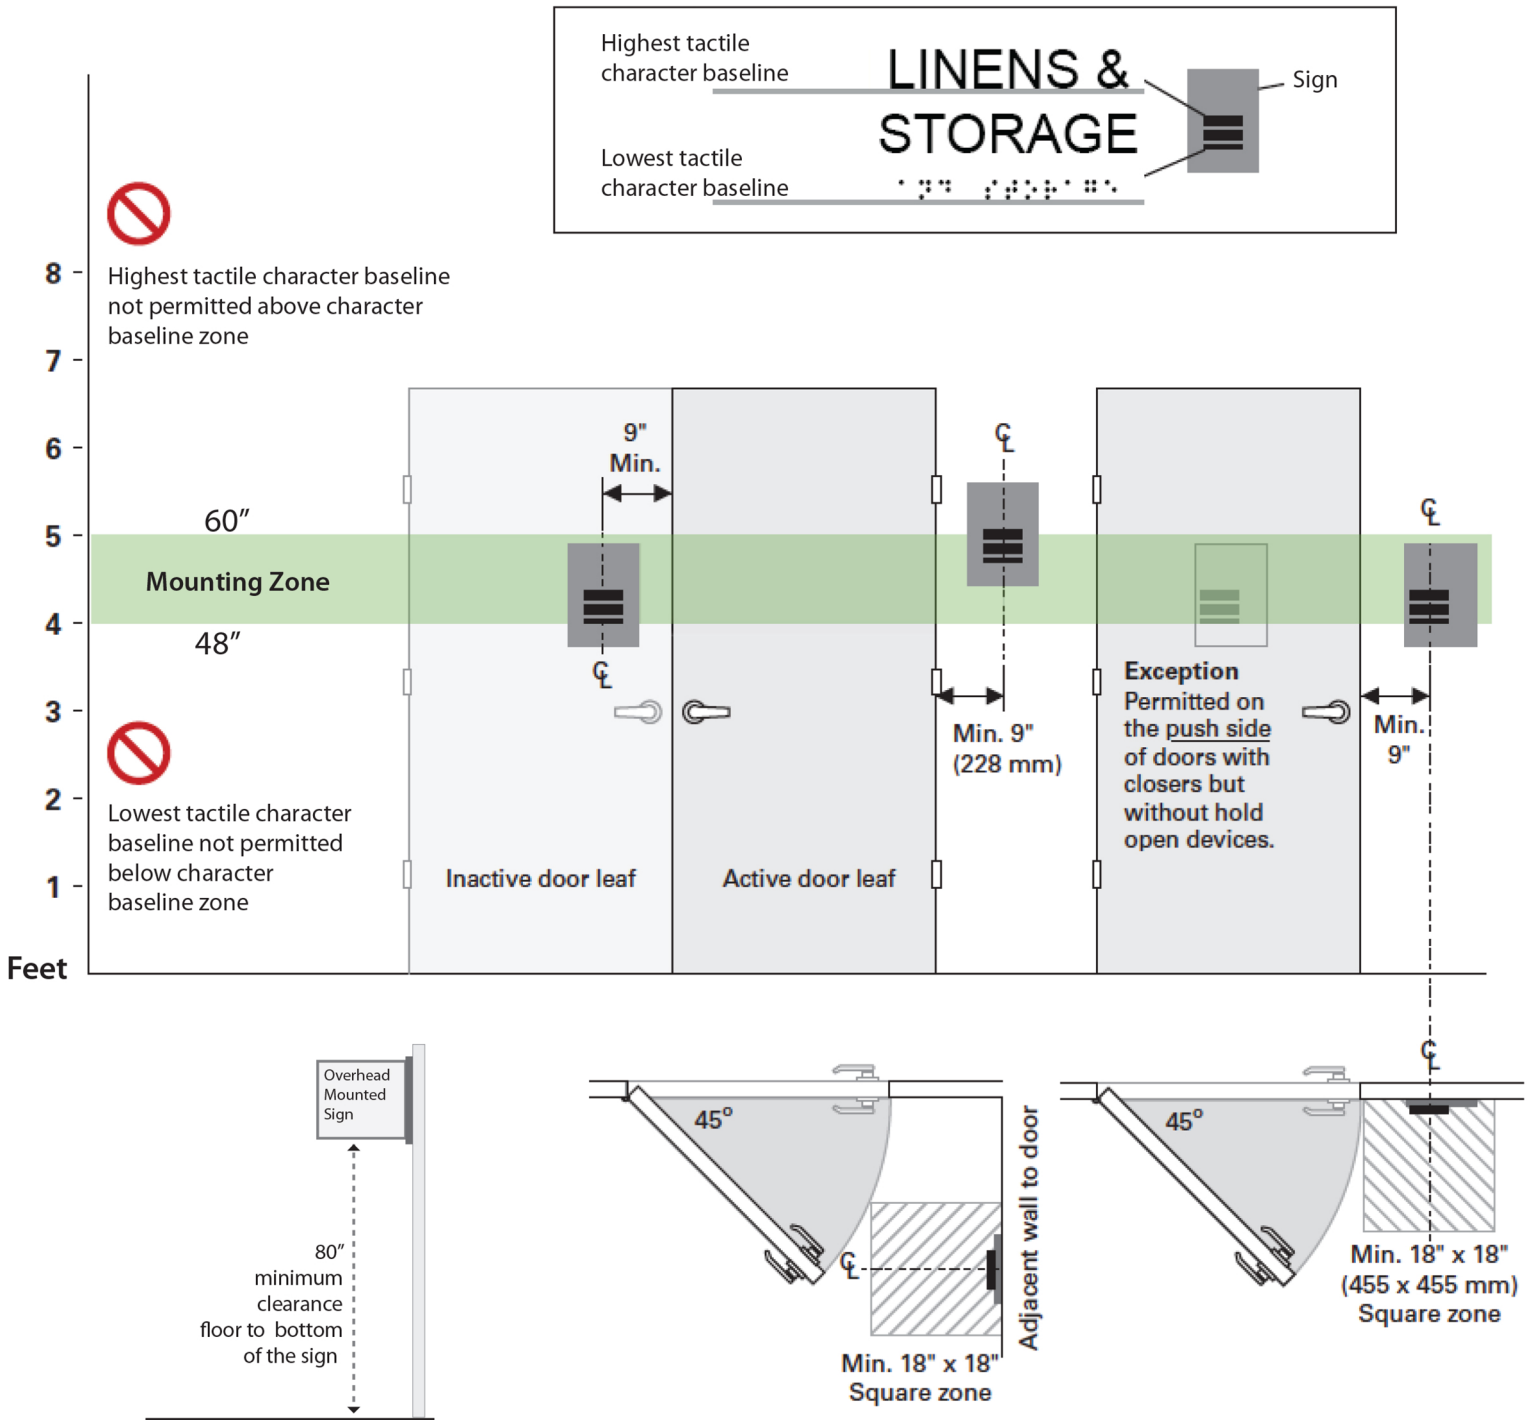 Highest tactile
character baseline
LINENS &
STORAGE
Lowest tactile
character baseline
Sign
Highest tactile character baseline
not permitted above character
baseline zone
8
7
6
5
4
3
2
1
Feet
60”
Mounting Zone
48”
Lowest tactile character
baseline not permitted
below character
baseline zone
9"
Min.
℄
Inactive door leaf
Active door leaf
℄
Min. 9"
(228 mm)
Exception
Permitted on
the push side
of doors with
closers but
without hold
open devices.
℄
Min.
9"
Overhead
Mounted
Sign
80”
minimum
clearance
floor to bottom
of the sign
45°
℄
Min. 18" x 18"
Square zone
Adjacent wall to door
℄
45°
Min. 18" x 18"
(455 x 455 mm)
Square zone